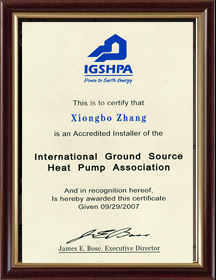 IGSHPA
Down to Earth Energy
This is to certify that
Xiongbo Zhang
is an Accredited Installer of the
International Ground Source
Heat Pump Association
And in recognition hereof,
Is hereby awarded this certificate
Given 09/29/2007
James E. Bose. Executive Director